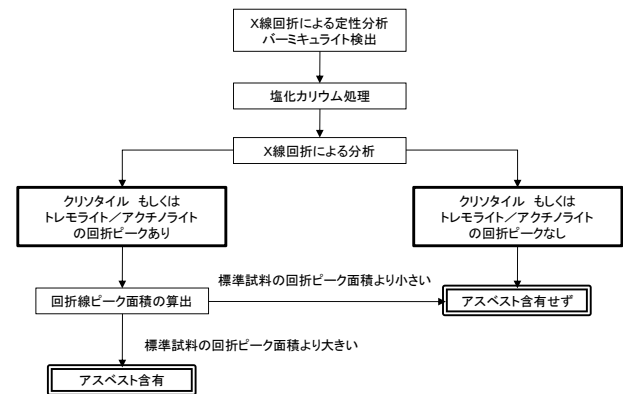 X線回折による定性分析
バーミキュライト検出
塩化カリウム処理
X線回折による分析
クリソタイル もしくは
トレモライト／アクチノライト
の回折ピークあり
クリソタイル もしくは
トレモライト／アクチノライト
の回折ピークなし
標準試料の回折ピーク面積より小さい
回折線ピーク面積の算出
アスベスト含有せず
標準試料の回折ピーク面積より大きい
アスベスト含有